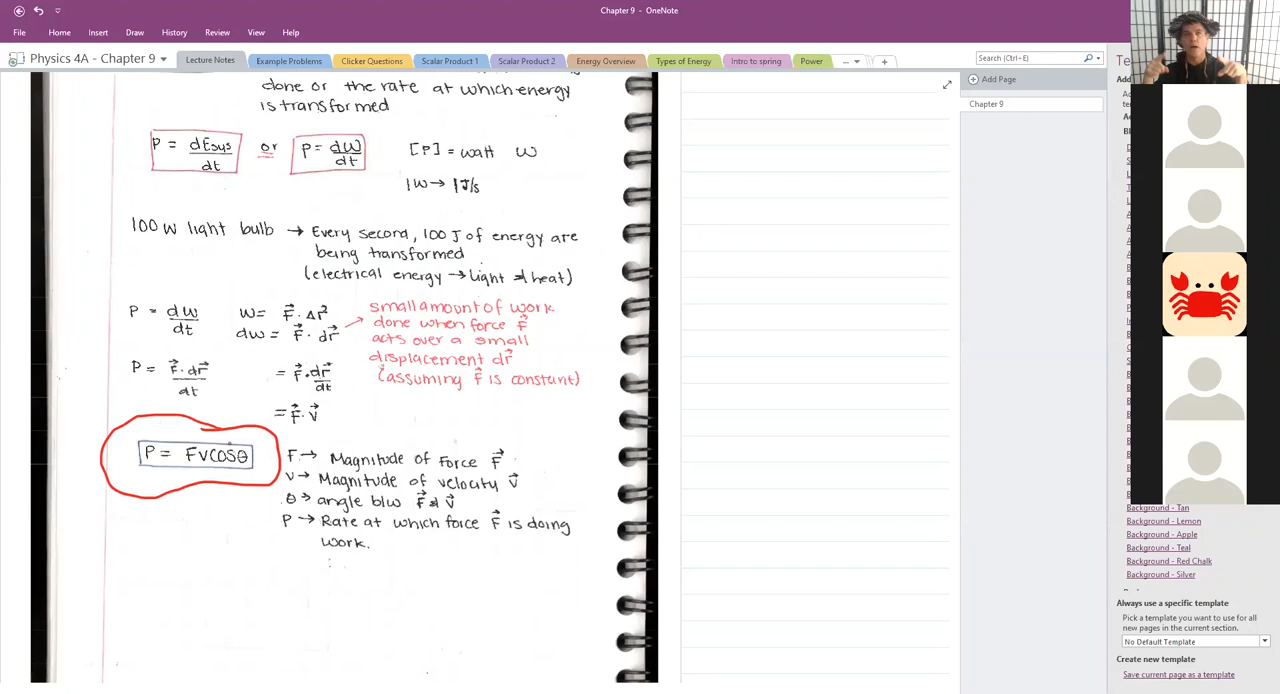 Chapter 9 - OneNote
File Home Insert Draw History Review View Help
Physics 4A - Chapter 9
Lecture Notes Example Problems Clicker Questions Scalar Product 1 Scalar Product 2 Energy Overview Types of Energy Intro to spring Power
Search (Ctrl+E)
Add Page
Chapter 9
done or the rate at which energy
is transformed
P = dEsys/dt or P = dW/dt [P] = watt W
1W → 1J/s
100 W light bulb → Every second, 100 J of energy are
being transformed
(electrical energy → light & heat)
P = dW/dt W = F⃗ · Δr⃗
dW = F⃗ · dr⃗
small amount of work
done when force F⃗
acts over a small
displacement dr⃗
(assuming F⃗ is constant)
P = F⃗ · dr⃗/dt = F⃗ · dr⃗/dt
= F⃗ · V⃗
P = FVCOSθ
F → Magnitude of force F⃗
V → Magnitude of velocity V⃗
θ → angle b/w F⃗ & V⃗
P → Rate at which force F⃗ is doing
work.
Background - Tan
Background - Lemon
Background - Apple
Background - Teal
Background - Red Chalk
Background - Silver
Always use a specific template
Pick a template you want to use for all
new pages in the current section.
No Default Template
Create new template
Save current page as a template